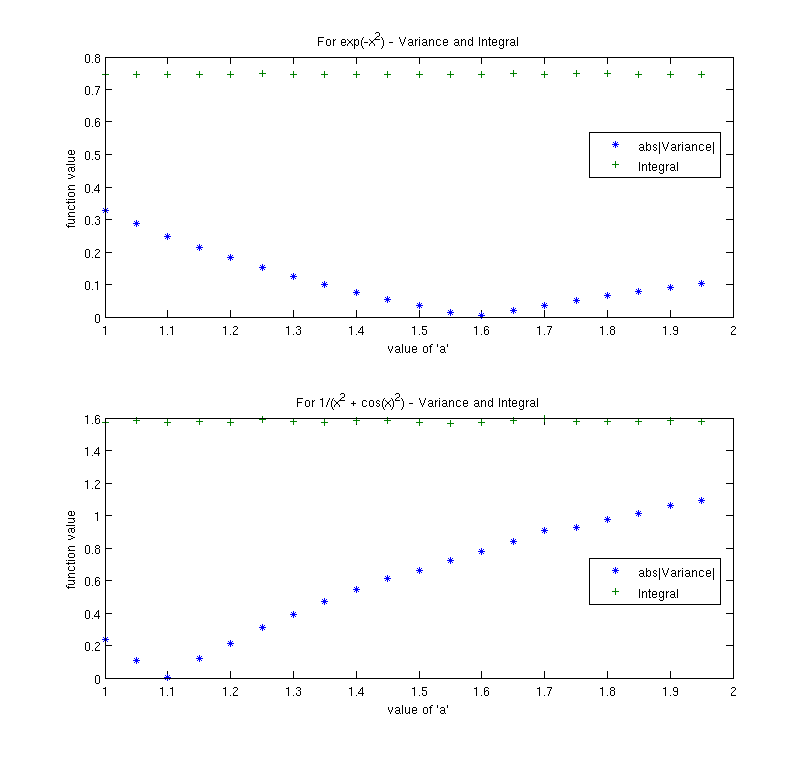 For exp(-x2) - Variance and Integral
0.8
0.7
0.6
0.5
0.4
0.3
0.2
0.1
0
function value
abs|Variance|
Integral
1 1.1 1.2 1.3 1.4 1.5 1.6 1.7 1.8 1.9 2
value of 'a'
For 1/(x2 + cos(x)2) - Variance and Integral
1.6
1.4
1.2
1
0.8
0.6
0.4
0.2
0
function value
abs|Variance|
Integral
1 1.1 1.2 1.3 1.4 1.5 1.6 1.7 1.8 1.9 2
value of 'a'